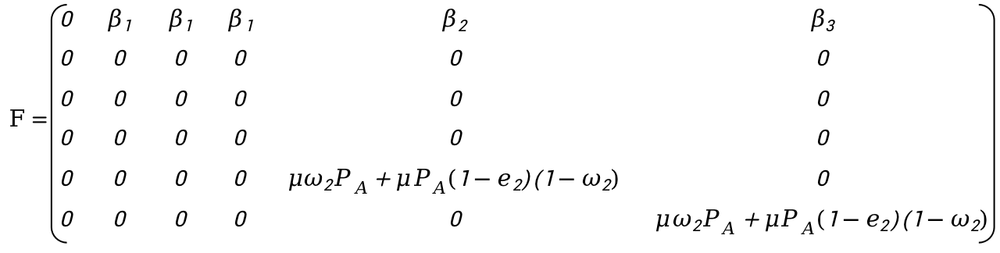 0 β₁ β₁ β₁ β₂ β₃
0 0 0 0 0 0
0 0 0 0 0 0
F = 0 0 0 0 0 0
0 0 0 0 μω₂P_A + μP_A(1 − e₂)(1 − ω₂) 0
0 0 0 0 0 μω₂P_A + μP_A(1 − e₂)(1 − ω₂)